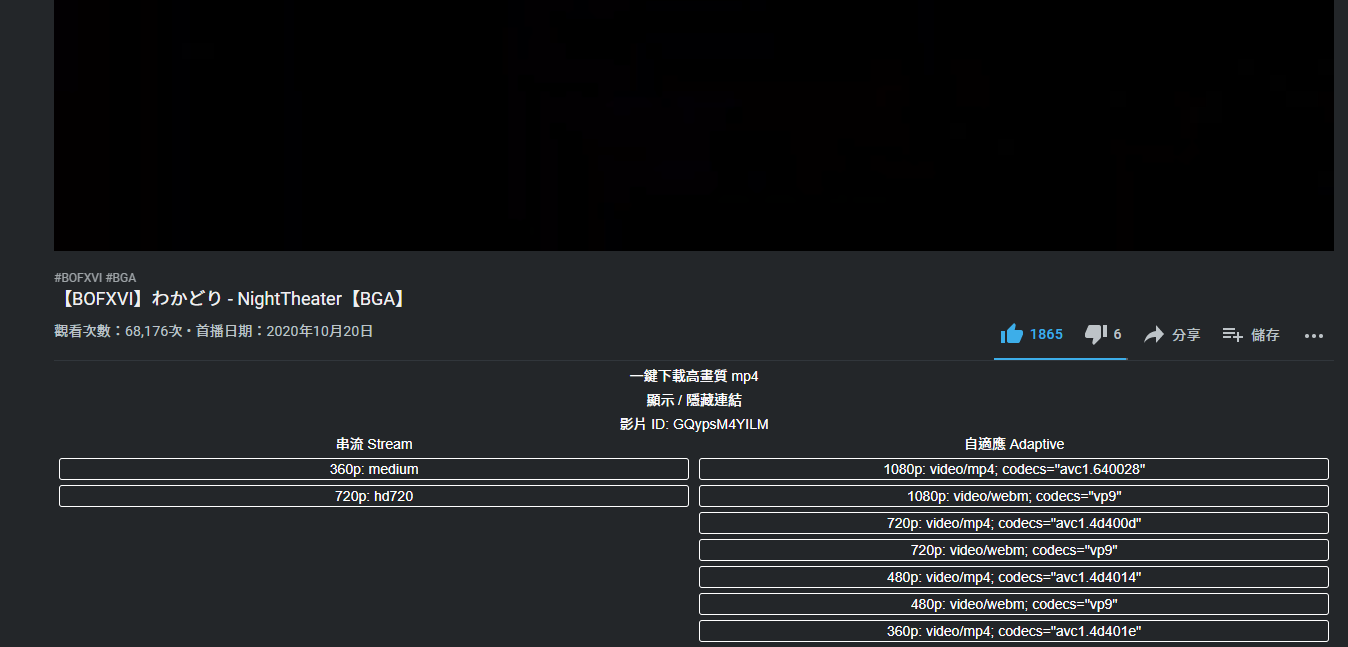 #BOFXVI #BGA
【BOFXVI】わかどり - NightTheater【BGA】
觀看次數：68,176次 • 首播日期：2020年10月20日
1865 6 分享 儲存
一鍵下載高畫質 mp4
顯示 / 隱藏連結
影片 ID: GQypsM4YILM
串流 Stream
360p: medium
720p: hd720
自適應 Adaptive
1080p: video/mp4; codecs="avc1.640028"
1080p: video/webm; codecs="vp9"
720p: video/mp4; codecs="avc1.4d400d"
720p: video/webm; codecs="vp9"
480p: video/mp4; codecs="avc1.4d4014"
480p: video/webm; codecs="vp9"
360p: video/mp4; codecs="avc1.4d401e"